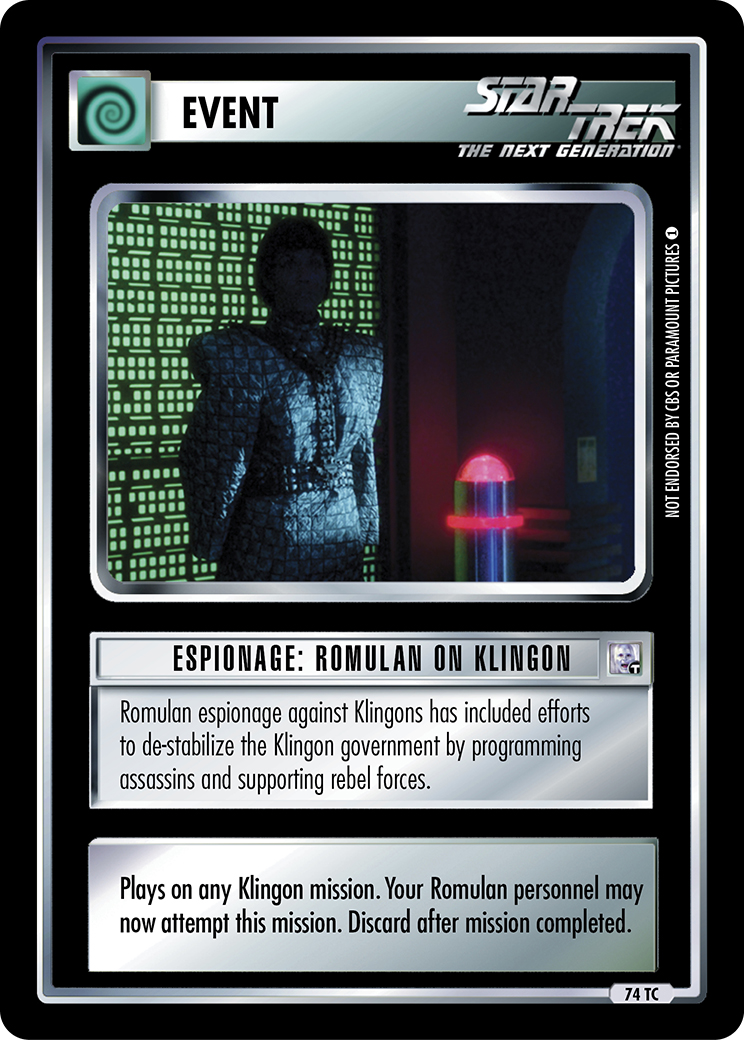 EVENT
STAR TREK
THE NEXT GENERATION
NOT ENDORSED BY CBS OR PARAMOUNT PICTURES 1
ESPIONAGE: ROMULAN ON KLINGON
T
Romulan espionage against Klingons has included efforts
to de-stabilize the Klingon government by programming
assassins and supporting rebel forces.
Plays on any Klingon mission. Your Romulan personnel may
now attempt this mission. Discard after mission completed.
74 TC